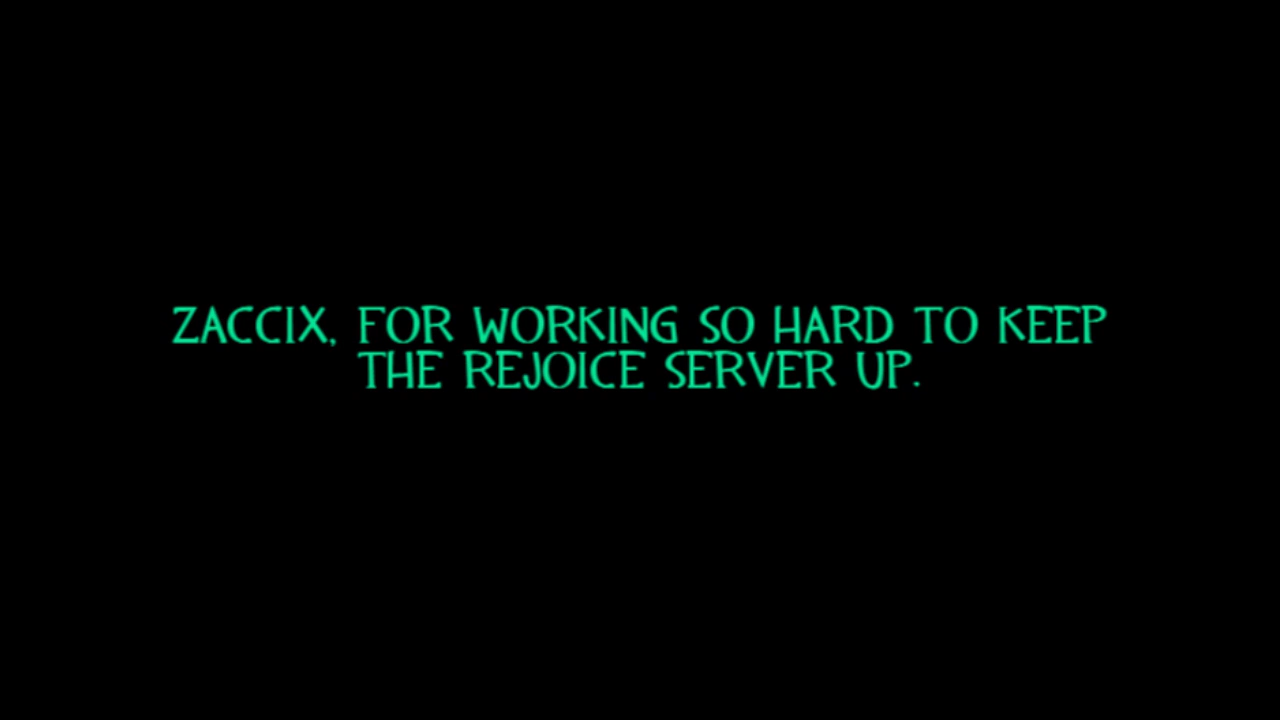 ZACCIX, FOR WORKING SO HARD TO KEEP
THE REJOICE SERVER UP.